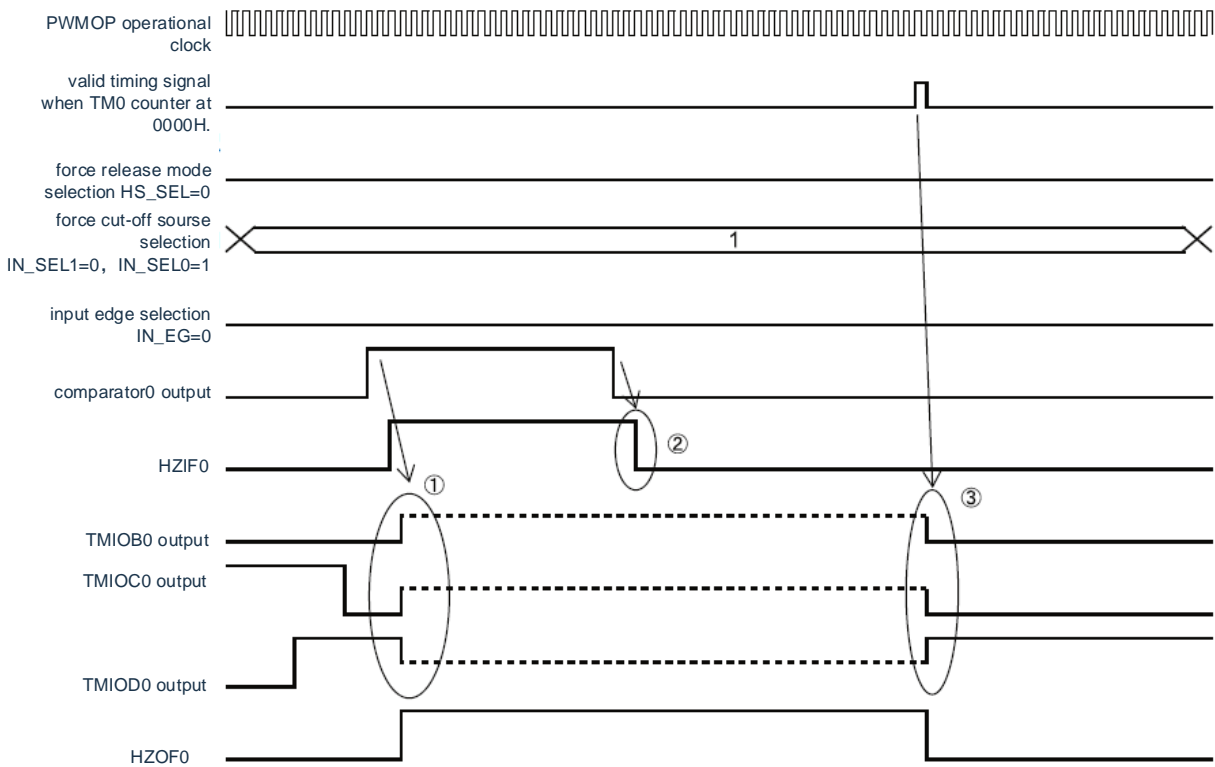 PWMOP operational
clock
valid timing signal
when TM0 counter at
0000H.
force release mode
selection HS_SEL=0
force cut-off sourse
selection
IN_SEL1=0, IN_SEL0=1
1
input edge selection
IN_EG=0
comparator0 output
②
HZIF0
①
③
TMIOB0 output
TMIOC0 output
TMIOD0 output
HZOF0